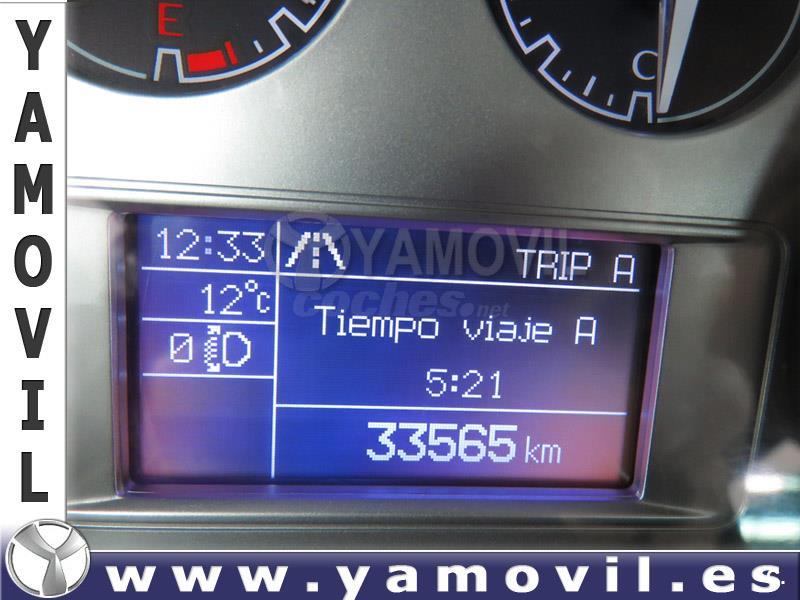 YAMOVIL
E
C
12:33
YAMOVIL
TRIP A
coches.net
12°C
Tiempo viaje A
0
5:21
33565 km
www.yamovil.es